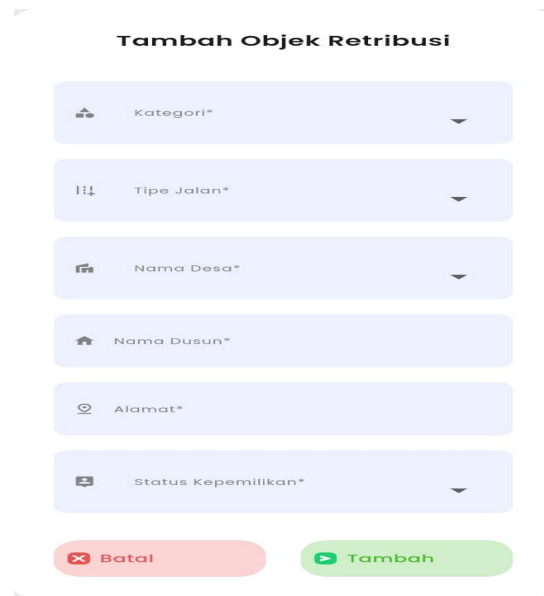 Tambah Objek Retribusi
Kategori*
Tipe Jalan*
Nama Desa*
Nama Dusun*
Alamat*
Status Kepemilikan*
Batal
Tambah